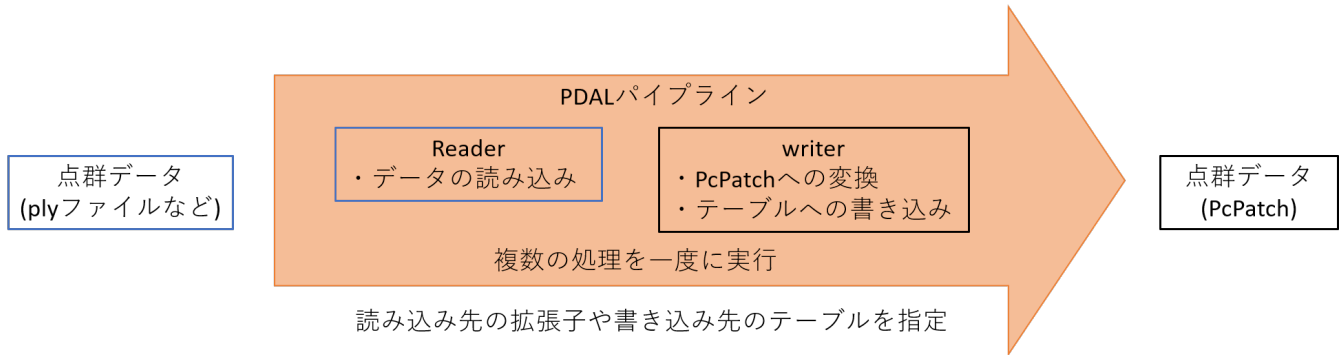 PDALパイプライン
点群データ
(plyファイルなど)
Reader
・データの読み込み
writer
・PcPatchへの変換
・テーブルへの書き込み
点群データ
(PcPatch)
複数の処理を一度に実行
読み込み先の拡張子や書き込み先のテーブルを指定